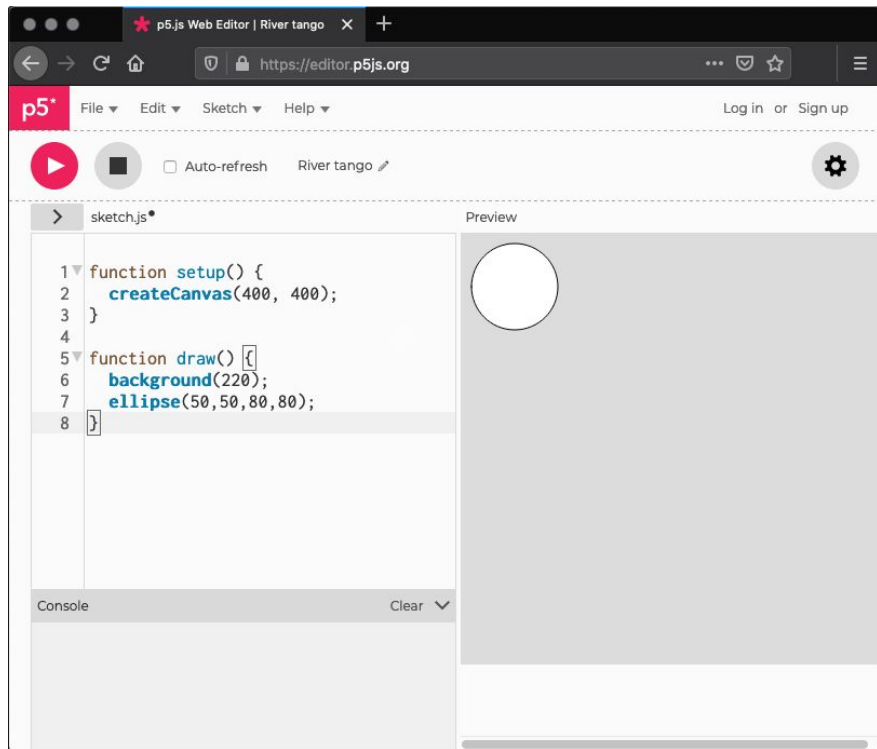 p5.js Web Editor | River tango
https://editor.p5js.org
p5* File Edit Sketch Help Log in or Sign up
Auto-refresh River tango
sketch.js Preview
1 function setup() {
2 createCanvas(400, 400);
3 }
4
5 function draw() {
6 background(220);
7 ellipse(50,50,80,80);
8 }
Console Clear